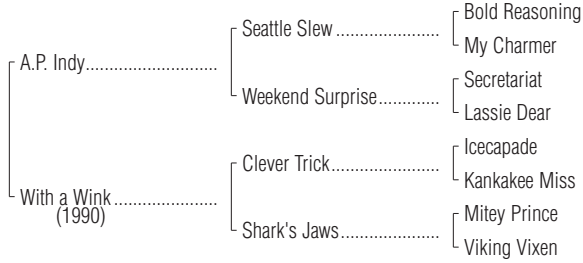 Bold Reasoning
Seattle Slew
My Charmer
A.P. Indy
Secretariat
Weekend Surprise
Lassie Dear
Icecapade
Clever Trick
Kankakee Miss
With a Wink
(1990)
Mitey Prince
Shark's Jaws
Viking Vixen